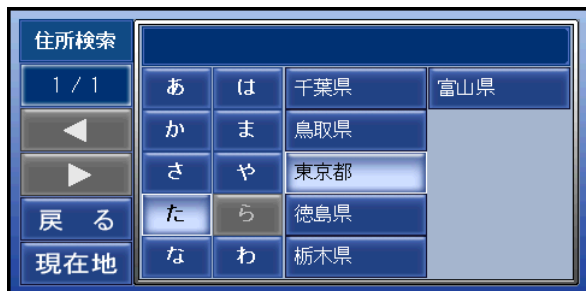 住所検索
1/1
◀
▶
戻る
現在地
あ は 千葉県 富山県
か ま 鳥取県
さ や 東京都
た ら 徳島県
な わ 栃木県